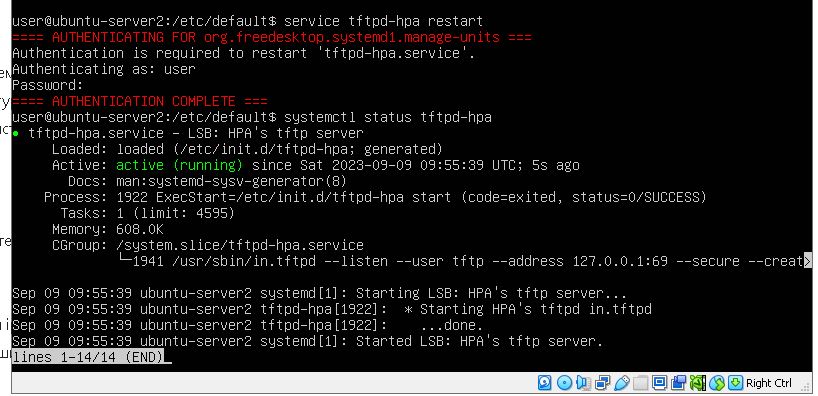 user@ubuntu-server2:/etc/default$ service tftpd-hpa restart
==== AUTHENTICATING FOR org.freedesktop.systemd1.manage-units ===
Authentication is required to restart 'tftpd-hpa.service'.
Authenticating as: user
Password:
==== AUTHENTICATION COMPLETE ===
user@ubuntu-server2:/etc/default$ systemctl status tftpd-hpa
● tftpd-hpa.service - LSB: HPA's tftp server
Loaded: loaded (/etc/init.d/tftpd-hpa; generated)
Active: active (running) since Sat 2023-09-09 09:55:39 UTC; 5s ago
Docs: man:systemd-sysv-generator(8)
Process: 1922 ExecStart=/etc/init.d/tftpd-hpa start (code=exited, status=0/SUCCESS)
Tasks: 1 (limit: 4595)
Memory: 608.0K
CGroup: /system.slice/tftpd-hpa.service
└─1941 /usr/sbin/in.tftpd --listen --user tftp --address 127.0.0.1:69 --secure --creat>
Sep 09 09:55:39 ubuntu-server2 systemd[1]: Starting LSB: HPA's tftp server...
Sep 09 09:55:39 ubuntu-server2 tftpd-hpa[1922]: * Starting HPA's tftpd in.tftpd
Sep 09 09:55:39 ubuntu-server2 tftpd-hpa[1922]: ...done.
Sep 09 09:55:39 ubuntu-server2 systemd[1]: Started LSB: HPA's tftp server.
lines 1-14/14 (END)
Right Ctrl